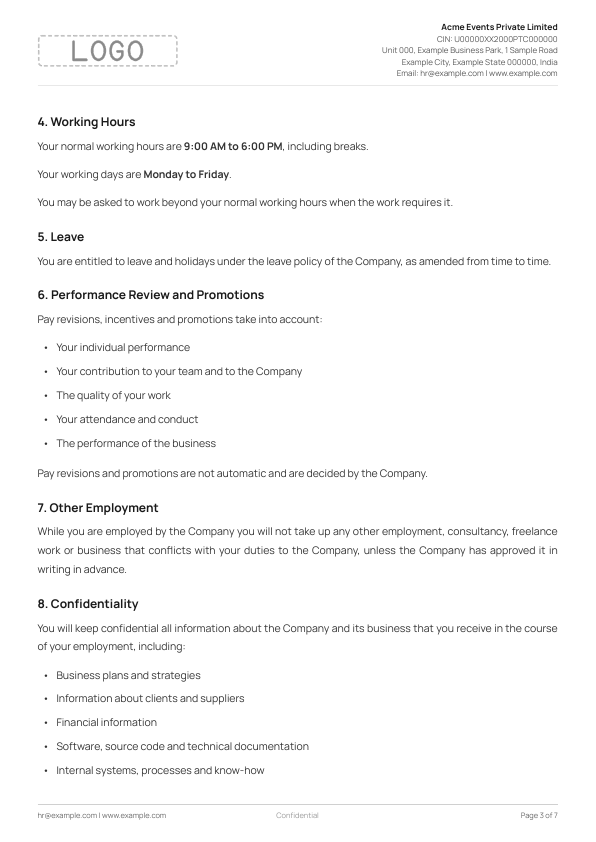 LOGO
Acme Events Private Limited
CIN: U00000XX2000PTC000000
Unit 000, Example Business Park, 1 Sample Road
Example City, Example State 000000, India
Email: hr@example.com | www.example.com
4. Working Hours
Your normal working hours are 9:00 AM to 6:00 PM, including breaks.
Your working days are Monday to Friday.
You may be asked to work beyond your normal working hours when the work requires it.
5. Leave
You are entitled to leave and holidays under the leave policy of the Company, as amended from time to time.
6. Performance Review and Promotions
Pay revisions, incentives and promotions take into account:
• Your individual performance
• Your contribution to your team and to the Company
• The quality of your work
• Your attendance and conduct
• The performance of the business
Pay revisions and promotions are not automatic and are decided by the Company.
7. Other Employment
While you are employed by the Company you will not take up any other employment, consultancy, freelance
work or business that conflicts with your duties to the Company, unless the Company has approved it in
writing in advance.
8. Confidentiality
You will keep confidential all information about the Company and its business that you receive in the course
of your employment, including:
• Business plans and strategies
• Information about clients and suppliers
• Financial information
• Software, source code and technical documentation
• Internal systems, processes and know-how
hr@example.com | www.example.com
Confidential
Page 3 of 7